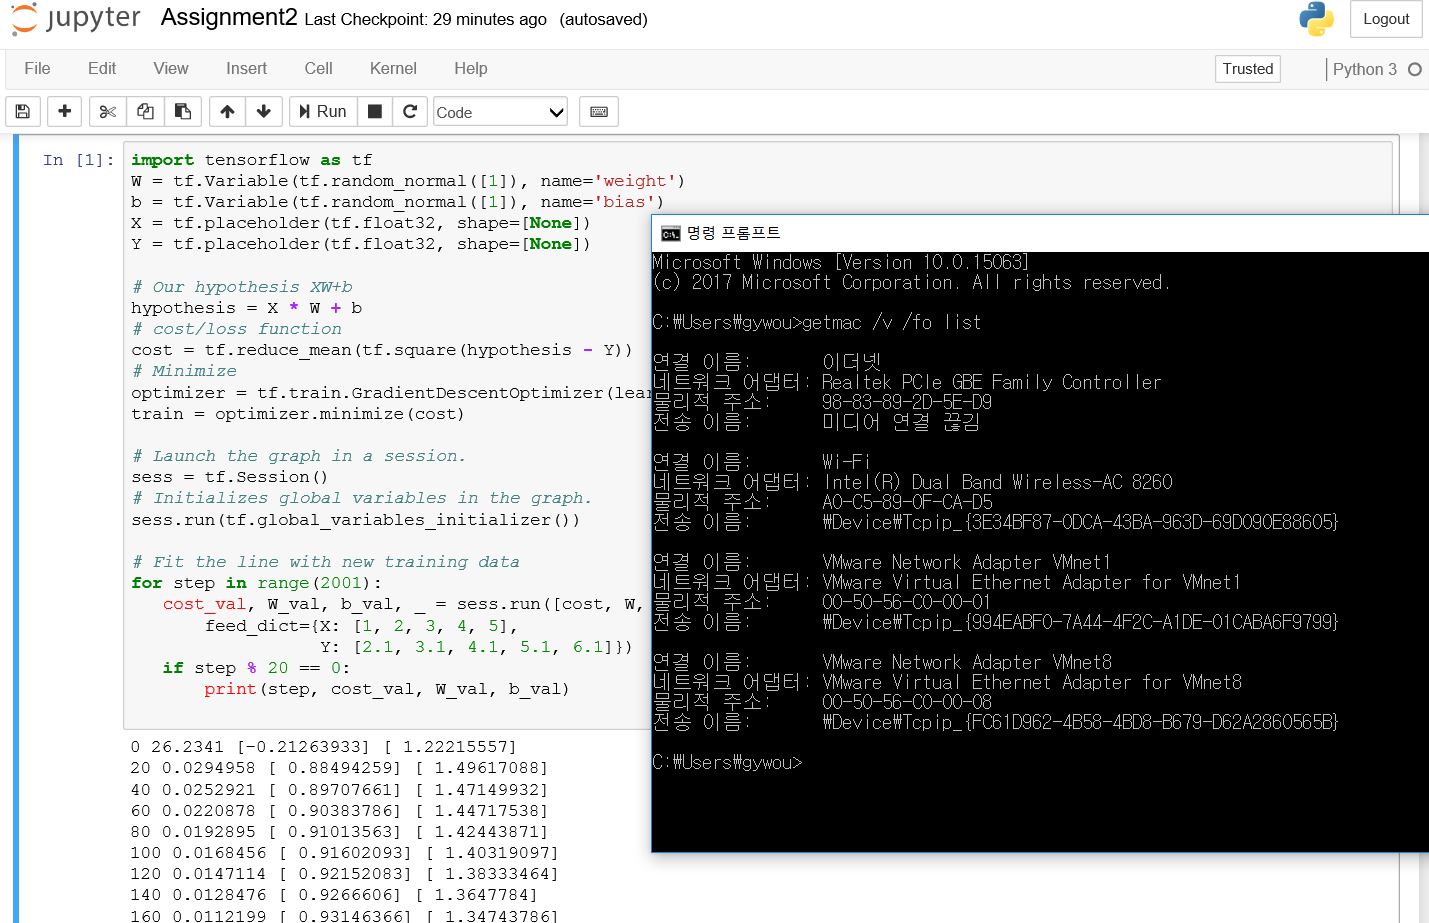 jupyter Assignment2 Last Checkpoint: 29 minutes ago (autosaved)
Logout
File Edit View Insert Cell Kernel Help
Trusted
Python 3
Run
Code
In [1]:
import tensorflow as tf
W = tf.Variable(tf.random_normal([1]), name='weight')
b = tf.Variable(tf.random_normal([1]), name='bias')
X = tf.placeholder(tf.float32, shape=[None])
Y = tf.placeholder(tf.float32, shape=[None])
# Our hypothesis XW+b
hypothesis = X * W + b
# cost/loss function
cost = tf.reduce_mean(tf.square(hypothesis - Y))
# Minimize
optimizer = tf.train.GradientDescentOptimizer(lea
train = optimizer.minimize(cost)
# Launch the graph in a session.
sess = tf.Session()
# Initializes global variables in the graph.
sess.run(tf.global_variables_initializer())
# Fit the line with new training data
for step in range(2001):
cost_val, W_val, b_val, _ = sess.run([cost, W,
feed_dict={X: [1, 2, 3, 4, 5],
Y: [2.1, 3.1, 4.1, 5.1, 6.1]})
if step % 20 == 0:
print(step, cost_val, W_val, b_val)
0 26.2341 [-0.21263933] [ 1.22215557]
20 0.0294958 [ 0.88494259] [ 1.49617088]
40 0.0252921 [ 0.89707661] [ 1.47149932]
60 0.0220878 [ 0.90383786] [ 1.44717538]
80 0.0192895 [ 0.91013563] [ 1.42443871]
100 0.0168456 [ 0.91602093] [ 1.40319097]
120 0.0147114 [ 0.92152083] [ 1.38333464]
140 0.0128476 [ 0.9266606] [ 1.3647784]
160 0.0112199 [ 0.93146366] [ 1.34743786]
명령 프롬프트
Microsoft Windows [Version 10.0.15063]
(c) 2017 Microsoft Corporation. All rights reserved.
C:₩Users₩gywou>getmac /v /fo list
연결 이름: 이더넷
네트워크 어댑터: Realtek PCIe GBE Family Controller
물리적 주소: 98-83-89-2D-5E-D9
전송 이름: 미디어 연결 끊김
연결 이름: Wi-Fi
네트워크 어댑터: Intel(R) Dual Band Wireless-AC 8260
물리적 주소: A0-C5-89-0F-CA-D5
전송 이름: ₩Device₩Tcpip_{3E34BF87-0DCA-43BA-963D-69D090E88605}
연결 이름: VMware Network Adapter VMnet1
네트워크 어댑터: VMware Virtual Ethernet Adapter for VMnet1
물리적 주소: 00-50-56-C0-00-01
전송 이름: ₩Device₩Tcpip_{994EABF0-7A44-4F2C-A1DE-01CABA6F9799}
연결 이름: VMware Network Adapter VMnet8
네트워크 어댑터: VMware Virtual Ethernet Adapter for VMnet8
물리적 주소: 00-50-56-C0-00-08
전송 이름: ₩Device₩Tcpip_{FC61D962-4B58-4BD8-B679-D62A2860565B}
C:₩Users₩gywou>